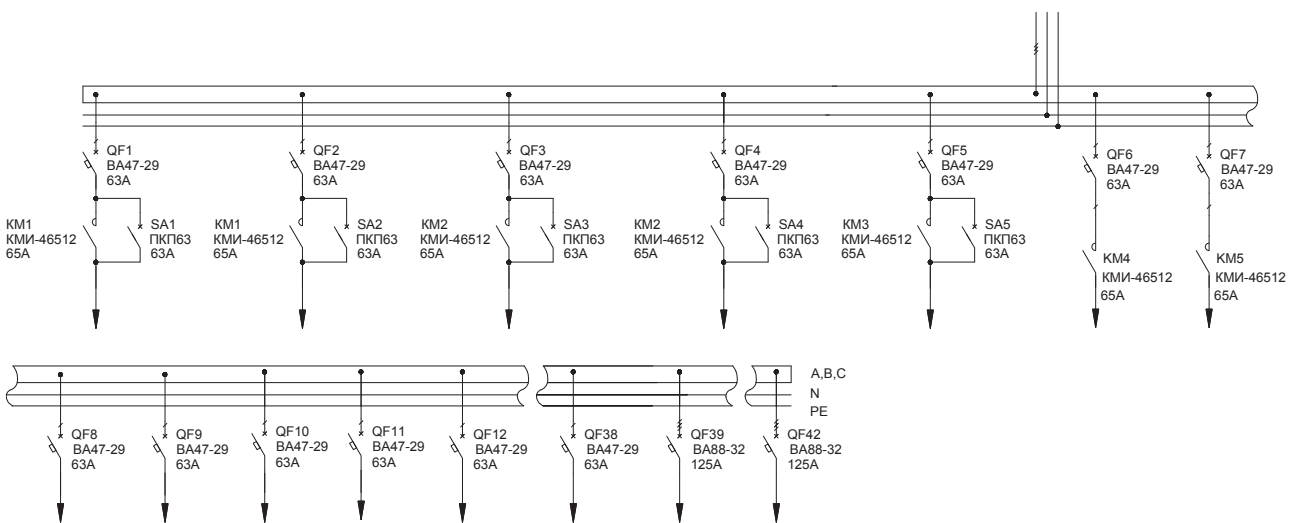 QF1
ВА47-29
63А
QF2
ВА47-29
63А
QF3
ВА47-29
63А
QF4
ВА47-29
63А
QF5
ВА47-29
63А
QF6
ВА47-29
63А
QF7
ВА47-29
63А
КМ1
КМИ-46512
65А
SA1
ПКП63
63А
КМ1
КМИ-46512
65А
SA2
ПКП63
63А
КМ2
КМИ-46512
65А
SA3
ПКП63
63А
КМ2
КМИ-46512
65А
SA4
ПКП63
63А
КМ3
КМИ-46512
65А
SA5
ПКП63
63А
КМ4
КМИ-46512
65А
КМ5
КМИ-46512
65А
A,B,C
N
PE
QF8
ВА47-29
63А
QF9
ВА47-29
63А
QF10
ВА47-29
63А
QF11
ВА47-29
63А
QF12
ВА47-29
63А
QF38
ВА47-29
63А
QF39
ВА88-32
125А
QF42
ВА88-32
125А